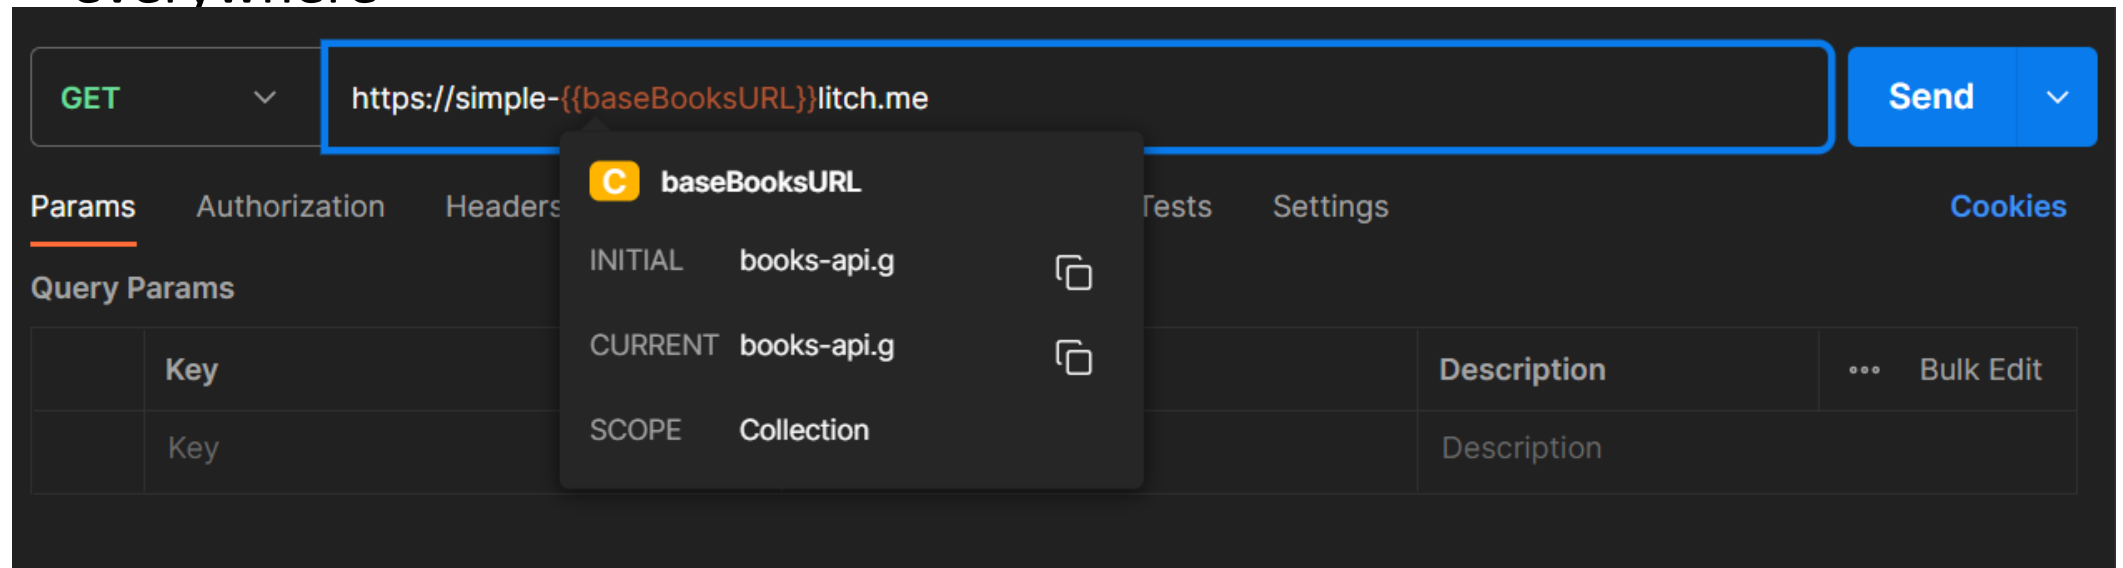 everywhere
GET https://simple-{{baseBooksURL}}litch.me Send
C baseBooksURL
Params Authorization Headers Tests Settings Cookies
INITIAL books-api.g
Query Params
CURRENT books-api.g
Key Description Bulk Edit
SCOPE Collection
Key Description